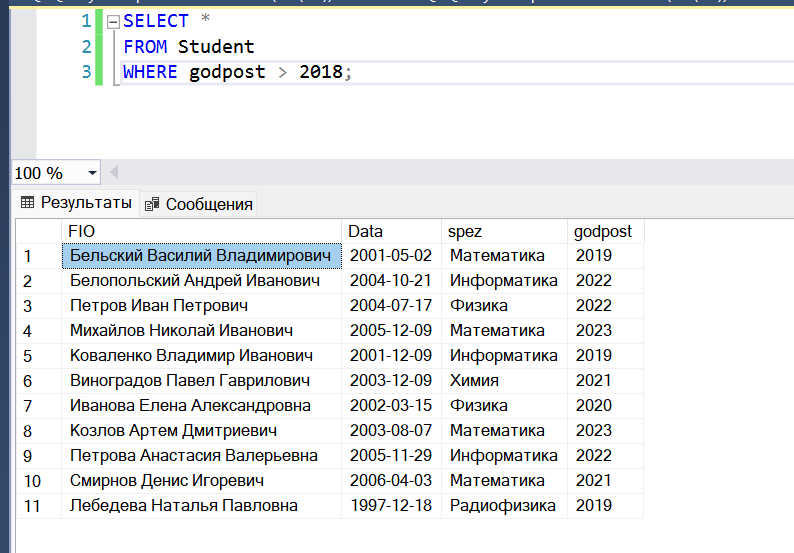 1 SELECT *
2 FROM Student
3 WHERE godpost > 2018;
100 %
Результаты Сообщения
FIO Data spez godpost
1 Бельский Василий Владимирович 2001-05-02 Математика 2019
2 Белопольский Андрей Иванович 2004-10-21 Информатика 2022
3 Петров Иван Петрович 2004-07-17 Физика 2022
4 Михайлов Николай Иванович 2005-12-09 Математика 2023
5 Коваленко Владимир Иванович 2001-12-09 Информатика 2019
6 Виноградов Павел Гаврилович 2003-12-09 Химия 2021
7 Иванова Елена Александровна 2002-03-15 Физика 2020
8 Козлов Артем Дмитриевич 2003-08-07 Математика 2023
9 Петрова Анастасия Валерьевна 2005-11-29 Информатика 2022
10 Смирнов Денис Игоревич 2006-04-03 Математика 2021
11 Лебедева Наталья Павловна 1997-12-18 Радиофизика 2019